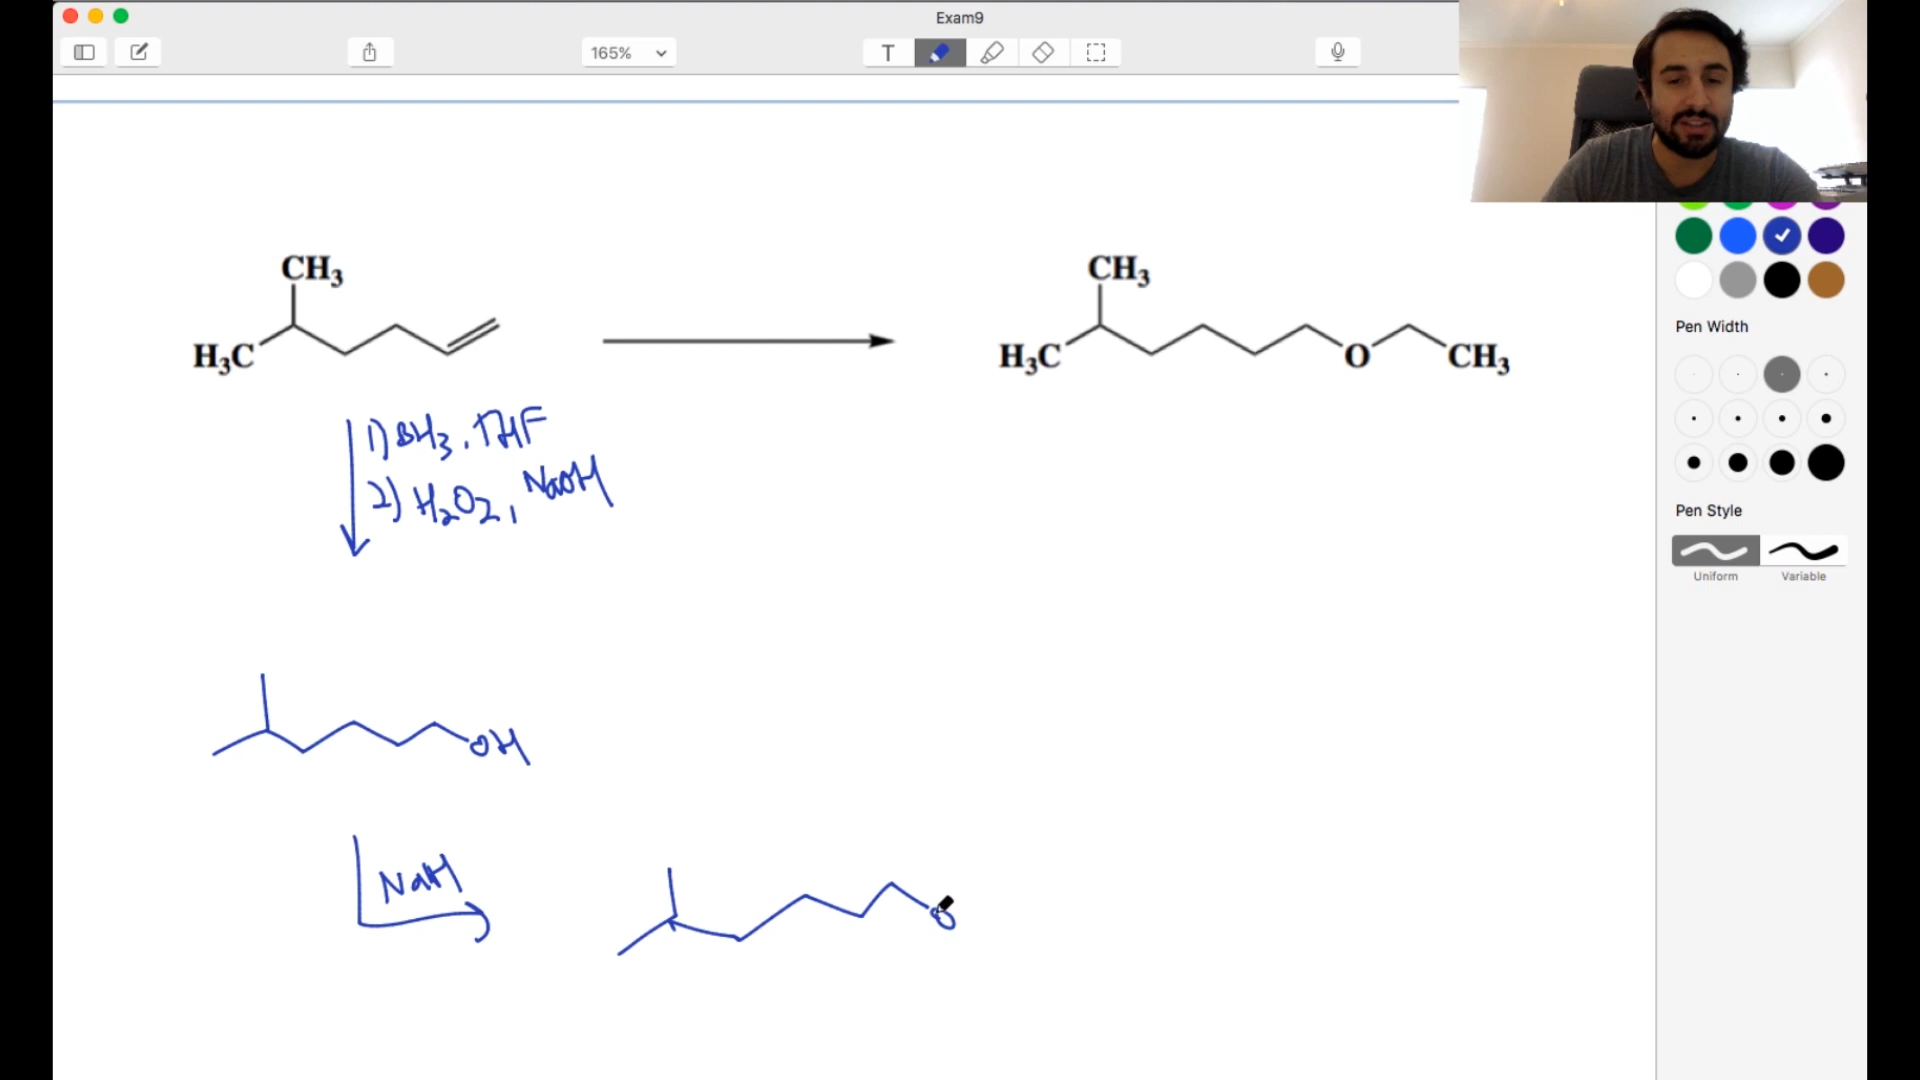 Exam9
165%
T
CH3
H3C
CH3
H3C
O
CH3
1) BH3 . THF
2) H2O2, NaOH
OH
NaH
O
Pen Width
Pen Style
Uniform
Variable